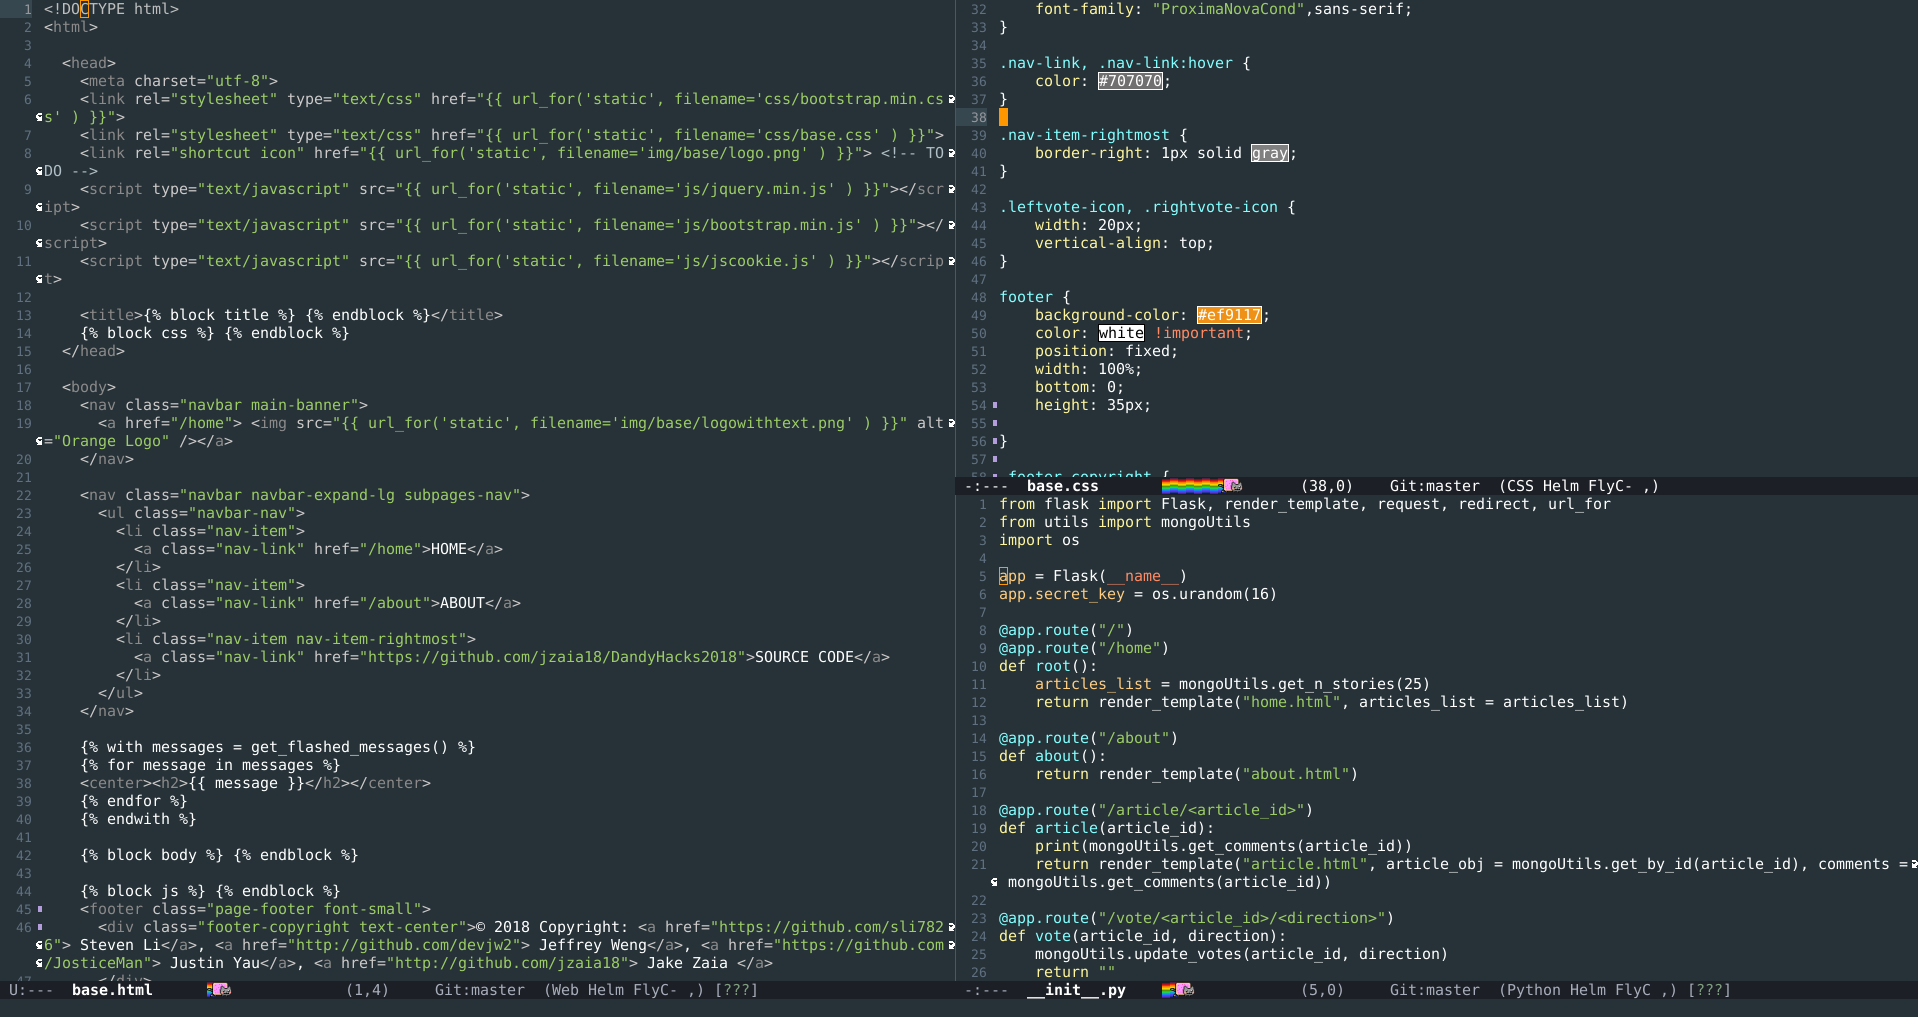 1 <!DOCTYPE html>
2 <html>
3
4   <head>
5     <meta charset="utf-8">
6     <link rel="stylesheet" type="text/css" href="{{ url_for('static', filename='css/bootstrap.min.cs
s' ) }}">
7     <link rel="stylesheet" type="text/css" href="{{ url_for('static', filename='css/base.css' ) }}">
8     <link rel="shortcut icon" href="{{ url_for('static', filename='img/base/logo.png' ) }}"> <!-- TO
DO -->
9     <script type="text/javascript" src="{{ url_for('static', filename='js/jquery.min.js' ) }}"></scr
ipt>
10     <script type="text/javascript" src="{{ url_for('static', filename='js/bootstrap.min.js' ) }}"></
script>
11     <script type="text/javascript" src="{{ url_for('static', filename='js/jscookie.js' ) }}"></scrip
t>
12
13     <title>{% block title %} {% endblock %}</title>
14     {% block css %} {% endblock %}
15   </head>
16
17   <body>
18     <nav class="navbar main-banner">
19       <a href="/home"> <img src="{{ url_for('static', filename='img/base/logowithtext.png' ) }}" alt
="Orange Logo" /></a>
20     </nav>
21
22     <nav class="navbar navbar-expand-lg subpages-nav">
23       <ul class="navbar-nav">
24         <li class="nav-item">
25           <a class="nav-link" href="/home">HOME</a>
26         </li>
27         <li class="nav-item">
28           <a class="nav-link" href="/about">ABOUT</a>
29         </li>
30         <li class="nav-item nav-item-rightmost">
31           <a class="nav-link" href="https://github.com/jzaia18/DandyHacks2018">SOURCE CODE</a>
32         </li>
33       </ul>
34     </nav>
35
36     {% with messages = get_flashed_messages() %}
37     {% for message in messages %}
38     <center><h2>{{ message }}</h2></center>
39     {% endfor %}
40     {% endwith %}
41
42     {% block body %} {% endblock %}
43
44     {% block js %} {% endblock %}
45     <footer class="page-footer font-small">
46       <div class="footer-copyright text-center">© 2018 Copyright: <a href="https://github.com/sli782
6"> Steven Li</a>, <a href="http://github.com/devjw2"> Jeffrey Weng</a>, <a href="https://github.com
/JosticeMan"> Justin Yau</a>, <a href="http://github.com/jzaia18"> Jake Zaia </a>
47       </div>
U:--- base.html (1,4) Git:master (Web Helm FlyC- ,) [???]
32     font-family: "ProximaNovaCond",sans-serif;
33 }
34
35 .nav-link, .nav-link:hover {
36     color: #707070;
37 }
38
39 .nav-item-rightmost {
40     border-right: 1px solid gray;
41 }
42
43 .leftvote-icon, .rightvote-icon {
44     width: 20px;
45     vertical-align: top;
46 }
47
48 footer {
49     background-color: #ef9117;
50     color: white !important;
51     position: fixed;
52     width: 100%;
53     bottom: 0;
54     height: 35px;
55
56 }
57
58 .footer-copyright {
-:--- base.css (38,0) Git:master (CSS Helm FlyC- ,)
1 from flask import Flask, render_template, request, redirect, url_for
2 from utils import mongoUtils
3 import os
4
5 app = Flask(__name__)
6 app.secret_key = os.urandom(16)
7
8 @app.route("/")
9 @app.route("/home")
10 def root():
11     articles_list = mongoUtils.get_n_stories(25)
12     return render_template("home.html", articles_list = articles_list)
13
14 @app.route("/about")
15 def about():
16     return render_template("about.html")
17
18 @app.route("/article/<article_id>")
19 def article(article_id):
20     print(mongoUtils.get_comments(article_id))
21     return render_template("article.html", article_obj = mongoUtils.get_by_id(article_id), comments =
 mongoUtils.get_comments(article_id))
22
23 @app.route("/vote/<article_id>/<direction>")
24 def vote(article_id, direction):
25     mongoUtils.update_votes(article_id, direction)
26     return ""
-:--- __init__.py (5,0) Git:master (Python Helm FlyC ,) [???]